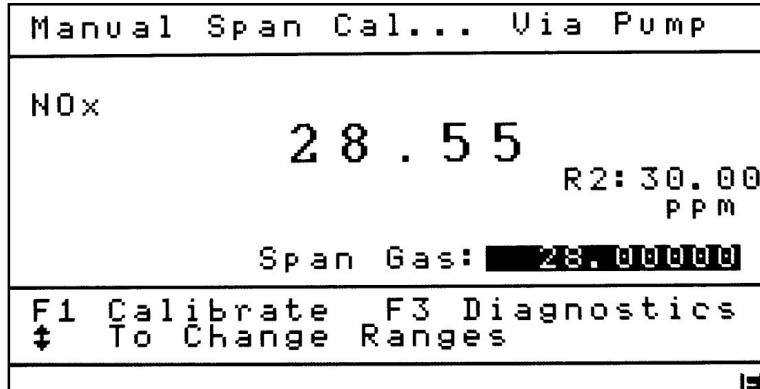 Manual Span Cal... Via Pump
NOx
28.55
R2:30.00
ppm
Span Gas: 28.00000
F1 Calibrate F3 Diagnostics
↕ To Change Ranges